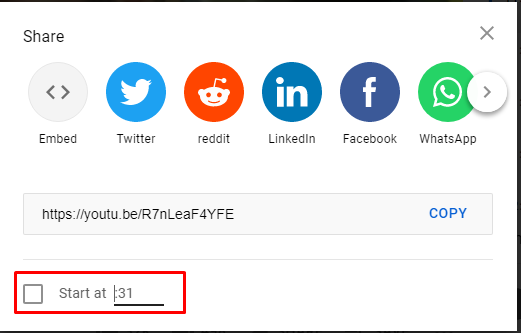 Share
Embed Twitter reddit LinkedIn Facebook WhatsApp
https://youtu.be/R7nLeaF4YFE COPY
Start at :31